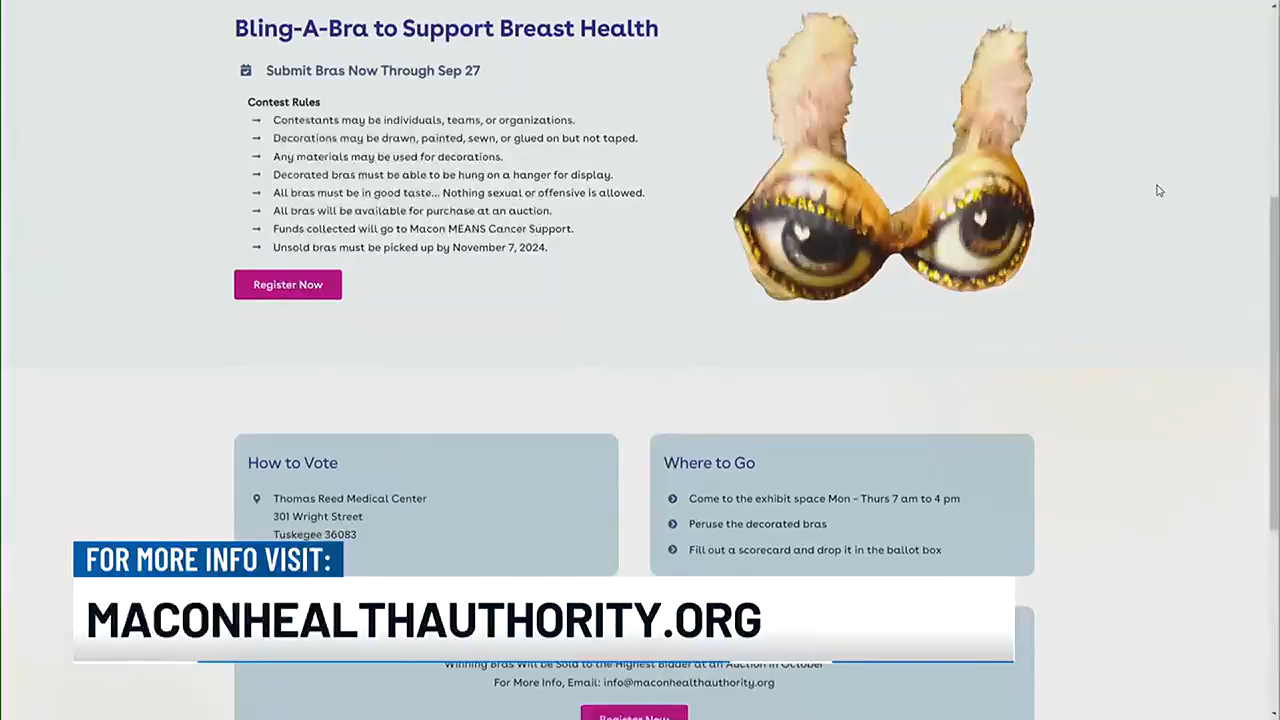 Bling-A-Bra to Support Breast Health
Submit Bras Now Through Sep 27
Contest Rules
Contestants may be individuals, teams, or organizations.
Decorations may be drawn, painted, sewn, or glued on but not taped.
Any materials may be used for decorations.
Decorated bras must be able to be hung on a hanger for display.
All bras must be in good taste... Nothing sexual or offensive is allowed.
All bras will be available for purchase at an auction.
Funds collected will go to Macon MEANS Cancer Support.
Unsold bras must be picked up by November 7, 2024.
Register Now
How to Vote
Thomas Reed Medical Center
301 Wright Street
Tuskegee 36083
Where to Go
Come to the exhibit space Mon - Thurs 7 am to 4 pm
Peruse the decorated bras
Fill out a scorecard and drop it in the ballot box
FOR MORE INFO VISIT:
MACONHEALTHAUTHORITY.ORG
Winning Bras Will be Sold to the Highest Bidder at an Auction in October
For More Info, Email: info@maconhealthauthority.org
Register Now